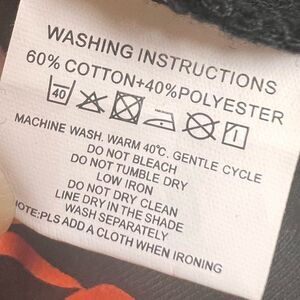 WASHING INSTRUCTIONS
60% COTTON+40%POLYESTER
40
MACHINE WASH. WARM 40℃. GENTLE CYCLE
DO NOT BLEACH
DO NOT TUMBLE DRY
LOW IRON
DO NOT DRY CLEAN
LINE DRY IN THE SHADE
WASH SEPARATELY
NOTE:PLS ADD A CLOTH WHEN IRONING